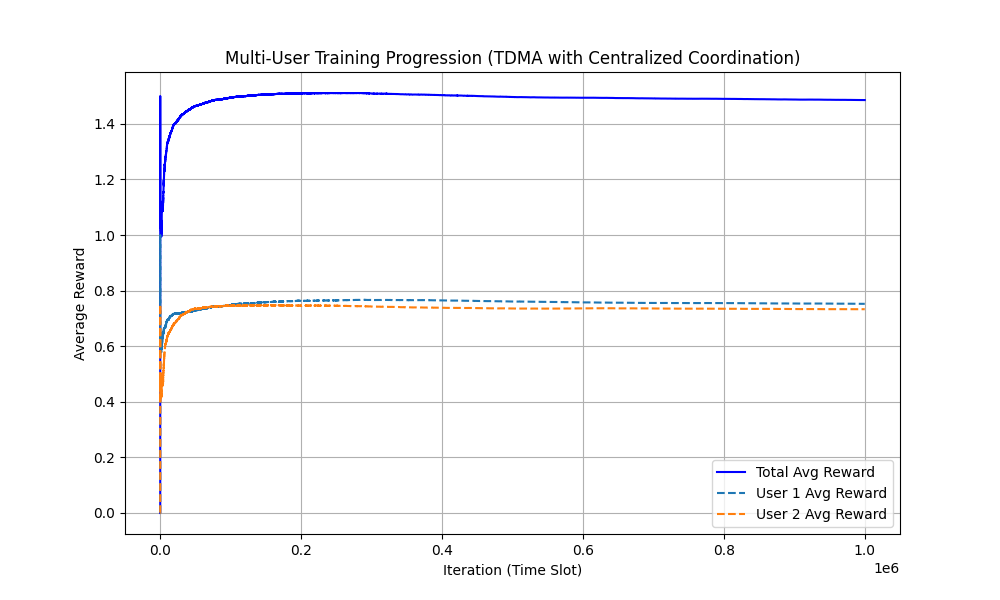 Multi-User Training Progression (TDMA with Centralized Coordination)
Average Reward
1.4
1.2
1.0
0.8
0.6
0.4
0.2
0.0
Total Avg Reward
User 1 Avg Reward
User 2 Avg Reward
0.0 0.2 0.4 0.6 0.8 1.0
1e6
Iteration (Time Slot)